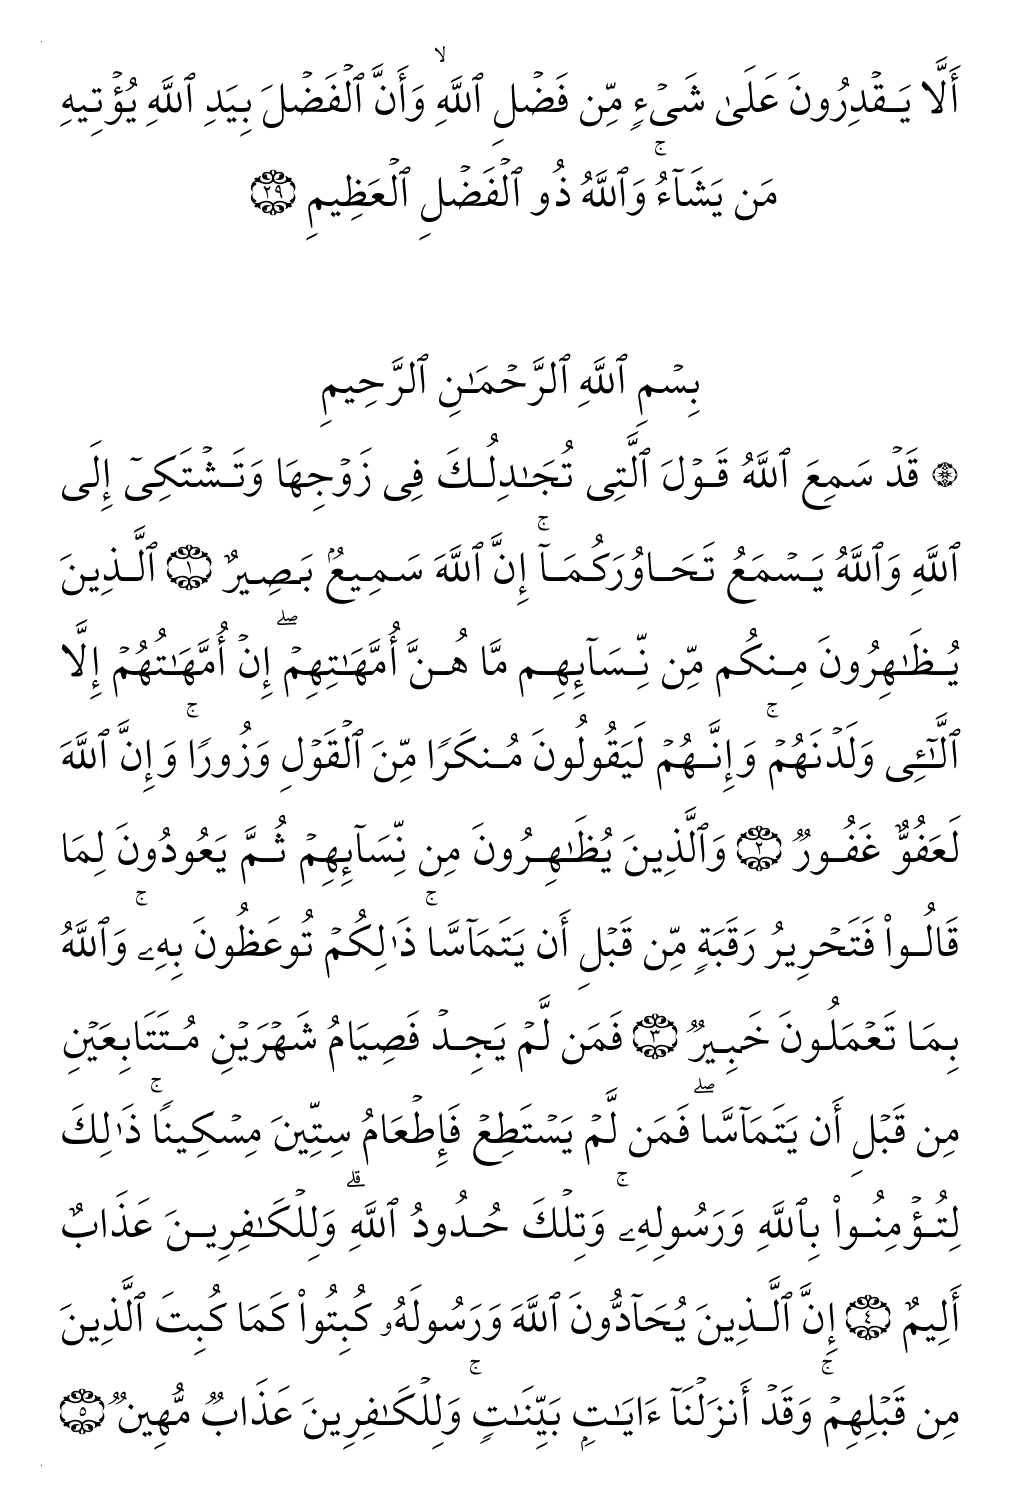 أَلَّا يَقۡدِرُونَ عَلَىٰ شَيۡءٖ مِّن فَضۡلِ ٱللَّهِۙ وَأَنَّ ٱلۡفَضۡلَ بِيَدِ ٱللَّهِ يُؤۡتِيهِ
مَن يَشَآءُۚ وَٱللَّهُ ذُو ٱلۡفَضۡلِ ٱلۡعَظِيمِ ٢٩
بِسۡمِ ٱللَّهِ ٱلرَّحۡمَٰنِ ٱلرَّحِيمِ
۞ قَدۡ سَمِعَ ٱللَّهُ قَوۡلَ ٱلَّتِي تُجَٰدِلُكَ فِي زَوۡجِهَا وَتَشۡتَكِيٓ إِلَى
ٱللَّهِ وَٱللَّهُ يَسۡمَعُ تَحَاوُرَكُمَآۚ إِنَّ ٱللَّهَ سَمِيعُۢ بَصِيرٌ ١ ٱلَّذِينَ
يُظَٰهِرُونَ مِنكُم مِّن نِّسَآئِهِم مَّا هُنَّ أُمَّهَٰتِهِمۡۖ إِنۡ أُمَّهَٰتُهُمۡ إِلَّا
ٱلَّٰٓـِٔي وَلَدۡنَهُمۡۚ وَإِنَّهُمۡ لَيَقُولُونَ مُنكَرٗا مِّنَ ٱلۡقَوۡلِ وَزُورٗاۚ وَإِنَّ ٱللَّهَ
لَعَفُوٌّ غَفُورٞ ٢ وَٱلَّذِينَ يُظَٰهِرُونَ مِن نِّسَآئِهِمۡ ثُمَّ يَعُودُونَ لِمَا
قَالُواْ فَتَحۡرِيرُ رَقَبَةٖ مِّن قَبۡلِ أَن يَتَمَآسَّاۚ ذَٰلِكُمۡ تُوعَظُونَ بِهِۦۚ وَٱللَّهُ
بِمَا تَعۡمَلُونَ خَبِيرٞ ٣ فَمَن لَّمۡ يَجِدۡ فَصِيَامُ شَهۡرَيۡنِ مُتَتَابِعَيۡنِ
مِن قَبۡلِ أَن يَتَمَآسَّاۖ فَمَن لَّمۡ يَسۡتَطِعۡ فَإِطۡعَامُ سِتِّينَ مِسۡكِينٗاۚ ذَٰلِكَ
لِتُؤۡمِنُواْ بِٱللَّهِ وَرَسُولِهِۦۚ وَتِلۡكَ حُدُودُ ٱللَّهِۗ وَلِلۡكَٰفِرِينَ عَذَابٌ
أَلِيمٌ ٤ إِنَّ ٱلَّذِينَ يُحَآدُّونَ ٱللَّهَ وَرَسُولَهُۥ كُبِتُواْ كَمَا كُبِتَ ٱلَّذِينَ
مِن قَبۡلِهِمۡۚ وَقَدۡ أَنزَلۡنَآ ءَايَٰتِۭ بَيِّنَٰتٖۚ وَلِلۡكَٰفِرِينَ عَذَابٞ مُّهِينٞ ٥